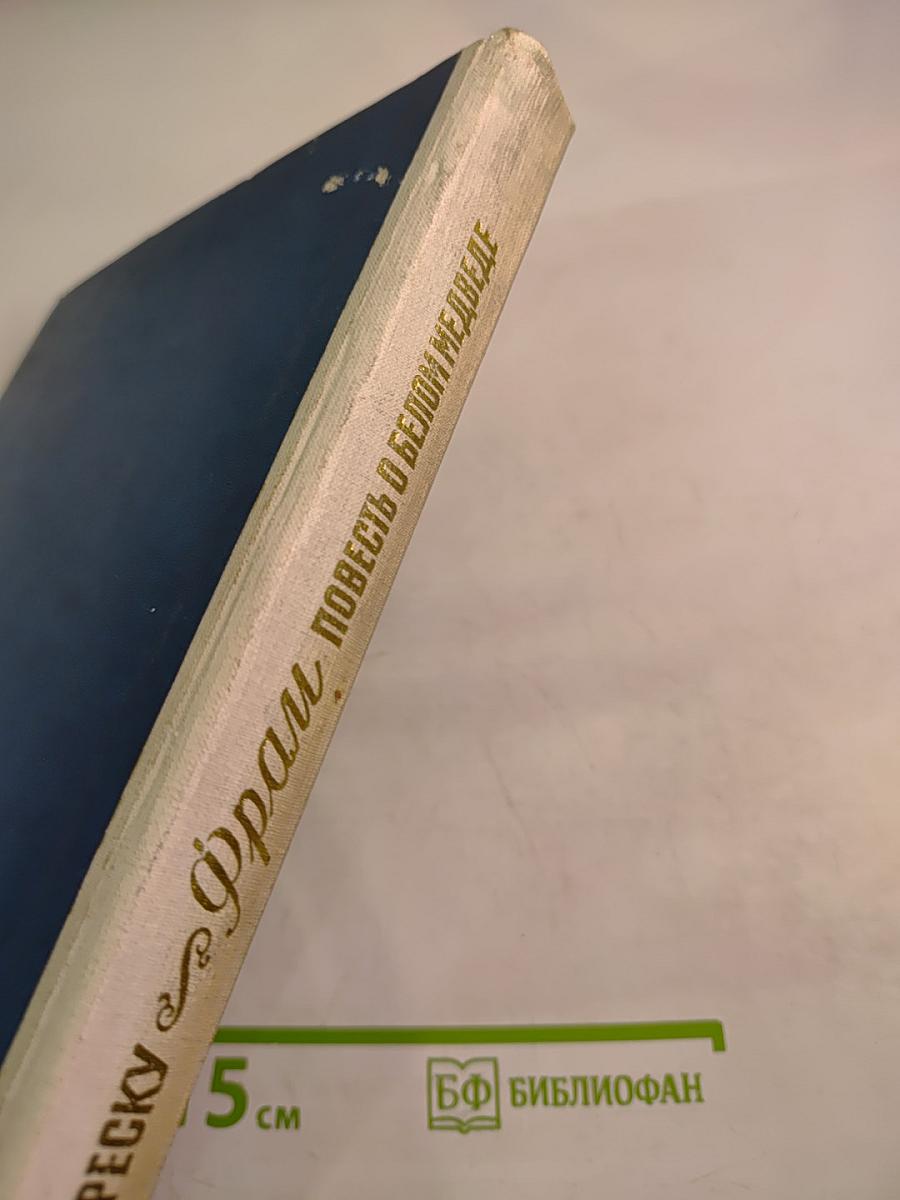 РЕСКУ Фрам ПОВЕСТЬ О БЕЛОМ МЕДВЕДЕ
5 см
БФ БИБЛИОФАН